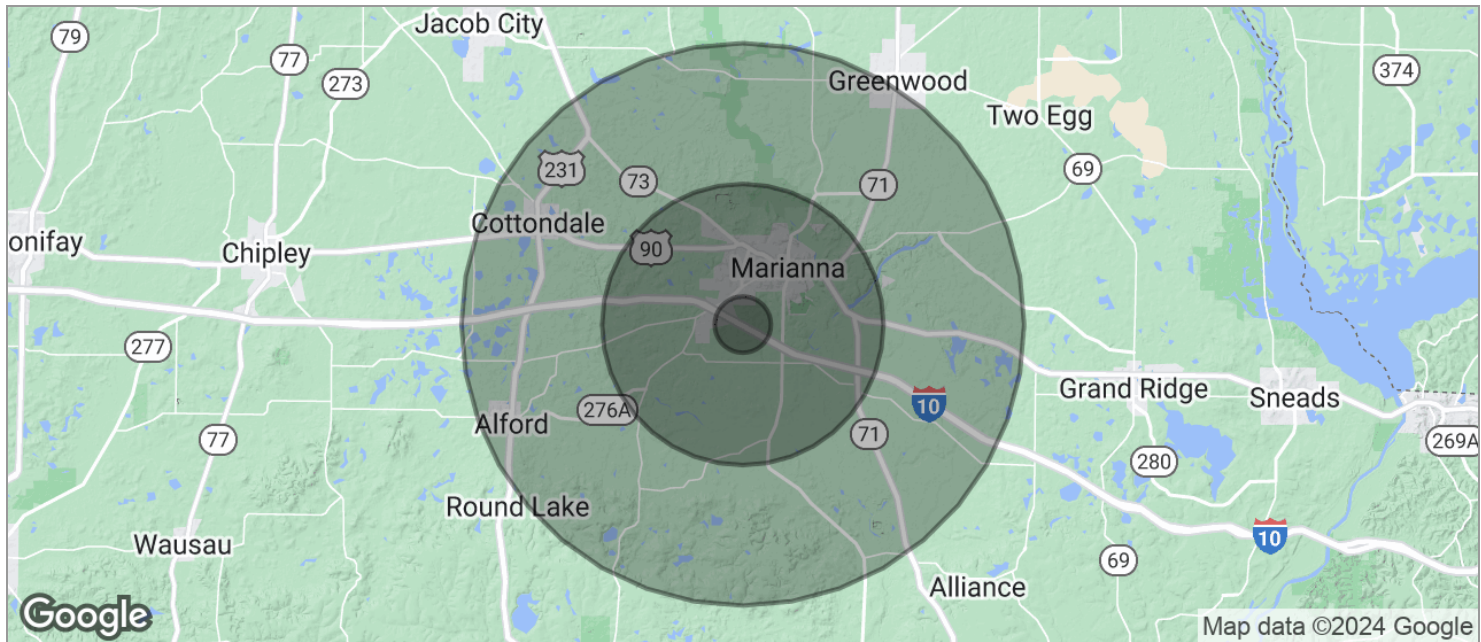 Jacob City
79
77
273
374
Greenwood
Two Egg
231
73
71
69
Cottondale
onifay
Chipley
90
Marianna
277
Grand Ridge
Sneads
10
276A
Alford
77
71
269A
280
Round Lake
Wausau
10
69
Alliance
Google
Map data ©2024 Google